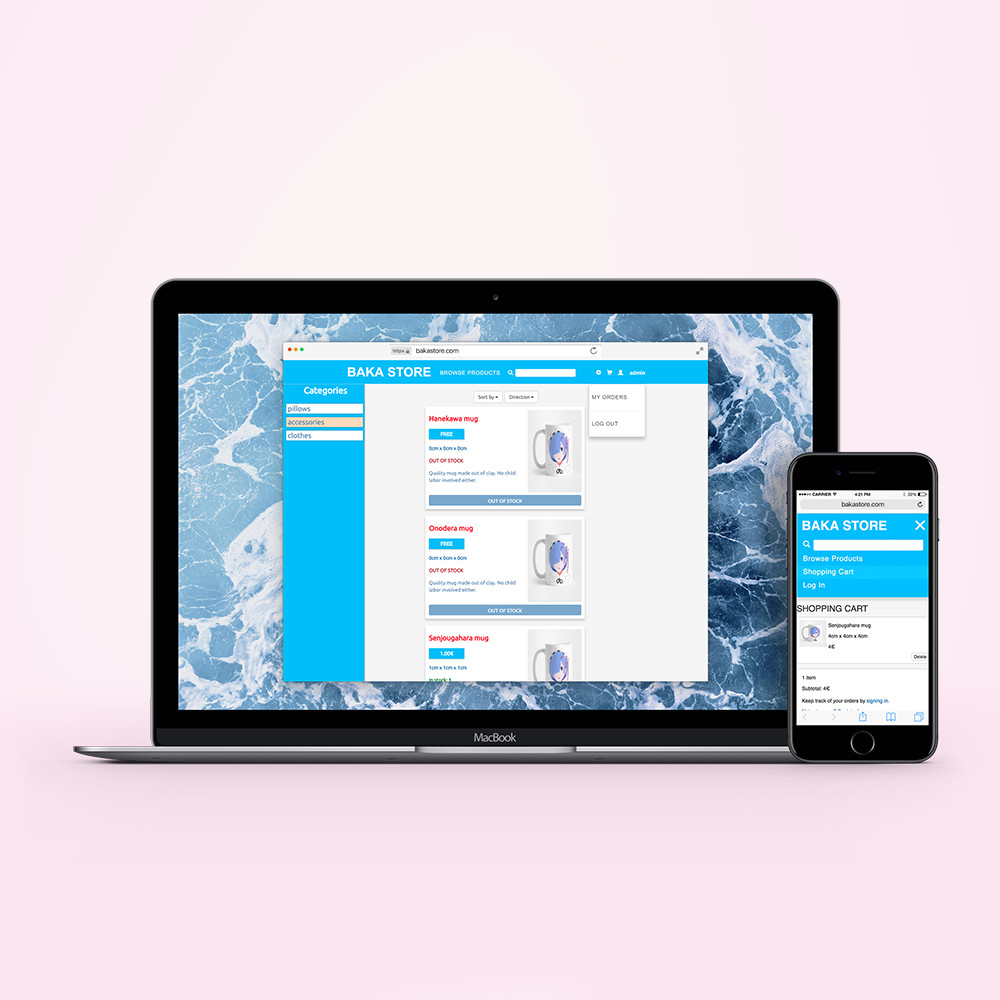 https bakastore.com
BAKA STORE BROWSE PRODUCTS admin
Categories
pillows
accessories
clothes
Sort by Direction
MY ORDERS
LOG OUT
Hanekawa mug
FREE
0cm x 0cm x 0cm
OUT OF STOCK
Quality mug made out of clay. No child
labor involved either.
OUT OF STOCK
Onodera mug
FREE
0cm x 0cm x 0cm
OUT OF STOCK
Quality mug made out of clay. No child
labor involved either.
OUT OF STOCK
Senjougahara mug
1.00€
1cm x 1cm x 1cm
In stock: 1
MacBook
CARRIER 4:21 PM 22%
bakastore.com
BAKA STORE
Browse Products
Shopping Cart
Log In
SHOPPING CART
Senjougahara mug
4cm x 4cm x 4cm
4€
Delete
1 item
Subtotal: 4€
Keep track of your orders by signing in.